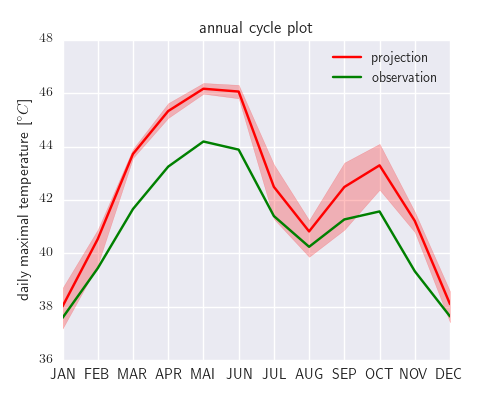 annual cycle plot
projection
observation
daily maximal temperature [°C]
48
46
44
42
40
38
36
JAN FEB MAR APR MAI JUN JUL AUG SEP OCT NOV DEC